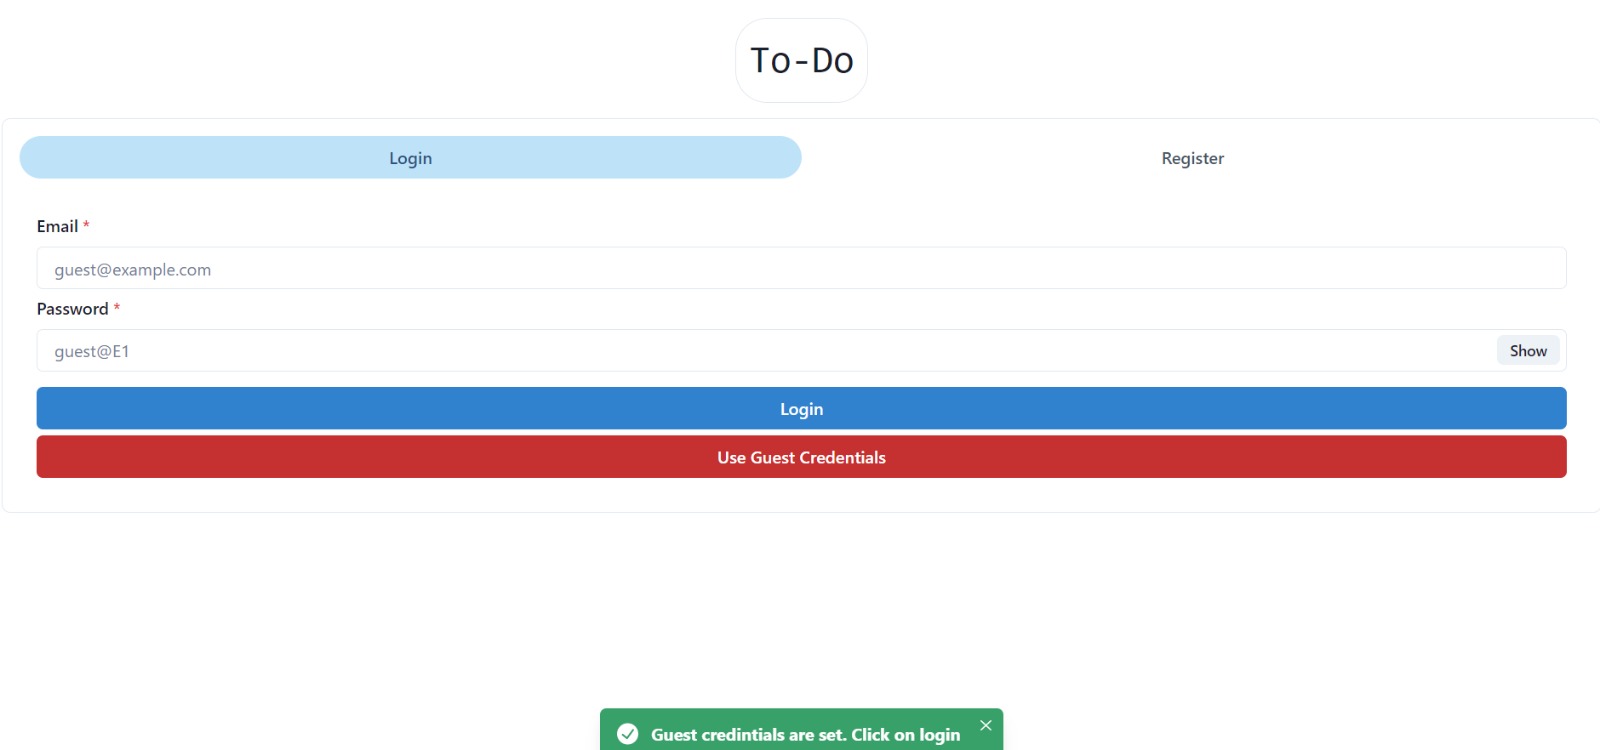 To-Do
Login Register
Email *
guest@example.com
Password *
guest@E1 Show
Login
Use Guest Credentials
Guest credintials are set. Click on login